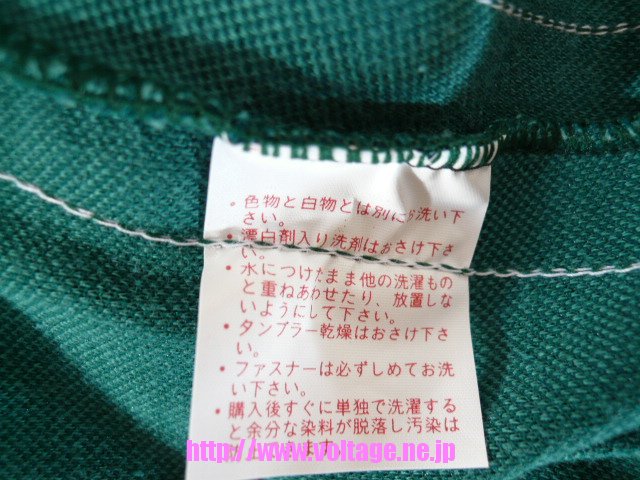 ・色物と白物とは別にお洗い下
さい。
・漂白剤入り洗剤はおさけ下さ
い。
・水につけたまま他の洗濯もの
と重ねあわせたり、放置しな
いようにして下さい。
・タンブラー乾燥はおさけ下さ
い。
・ファスナーは必ずしめてお洗
い下さい。
・購入後すぐに単独で洗濯する
と余分な染料が脱落し汚染は
ます
http://www.voltage.ne.jp